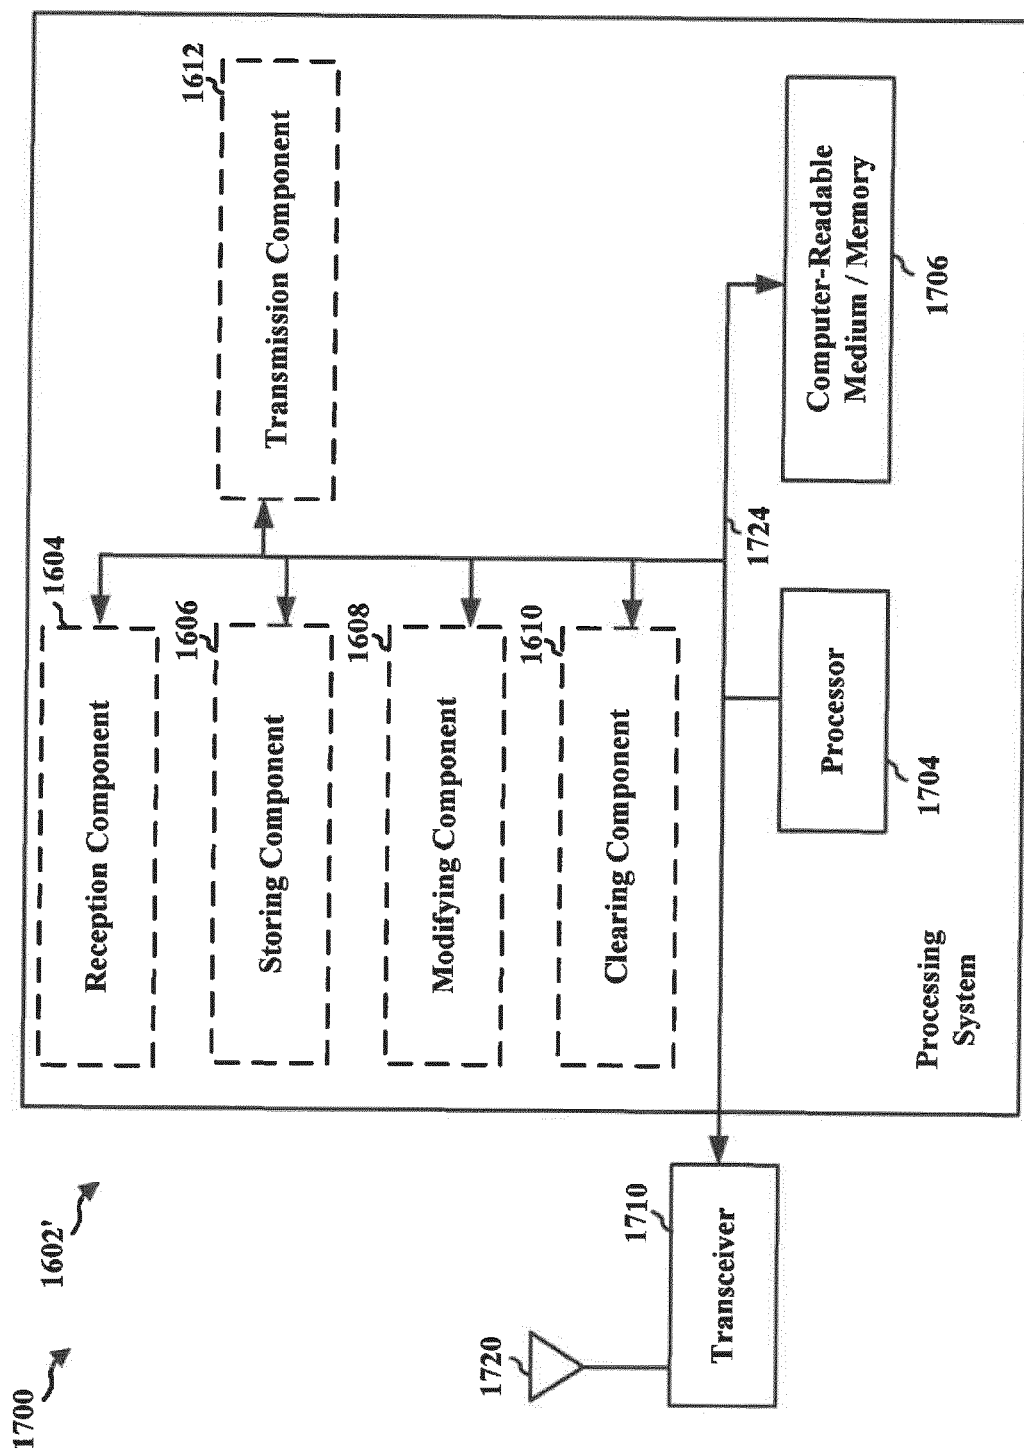 1700
1602'
1604
Reception Component
1606
Storing Component
1608
Modifying Component
1610
Clearing Component
1612
Transmission Component
1720
1710
Transceiver
1724
Processor
1704
Computer-Readable
Medium / Memory
1706
Processing
System